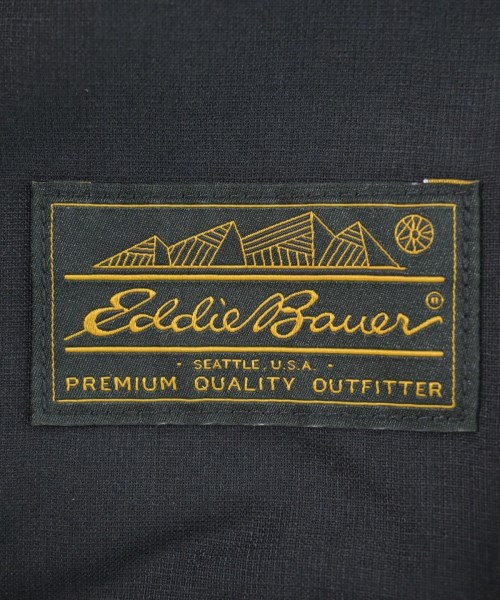 Eddie Bauer ®
- SEATTLE, U.S.A. -
PREMIUM QUALITY OUTFITTER